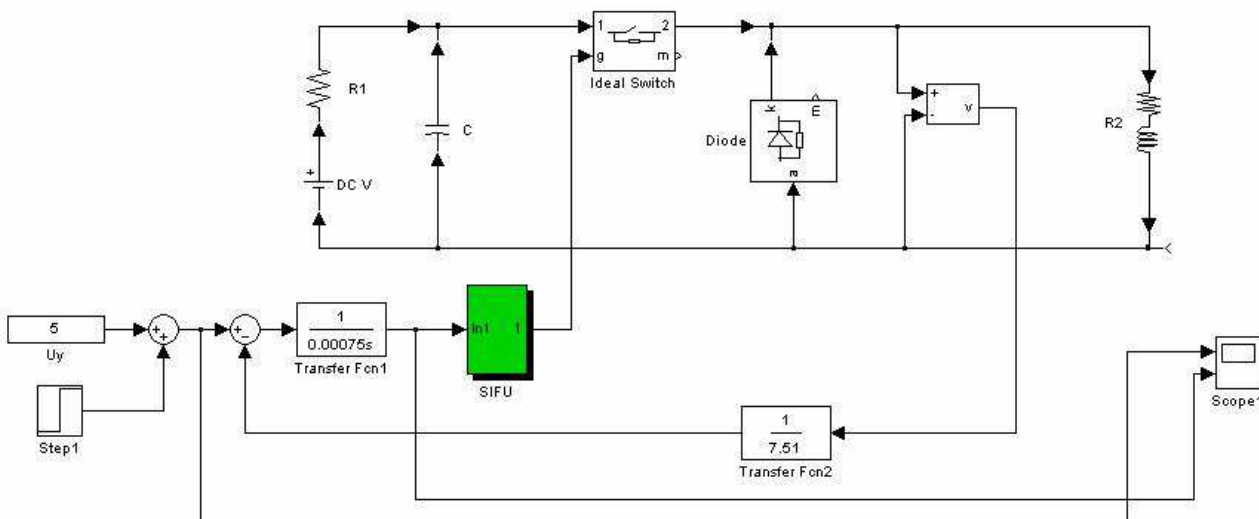 1
2
g
m
Ideal Switch
R1
C
k
m
Diode
a
+
-
v
R2
+
DC V
5
Uy
+
+
+
-
1
0.00075s
Transfer Fcn1
In1
1
SIFU
Step1
1
7.51
Transfer Fcn2
Scope1